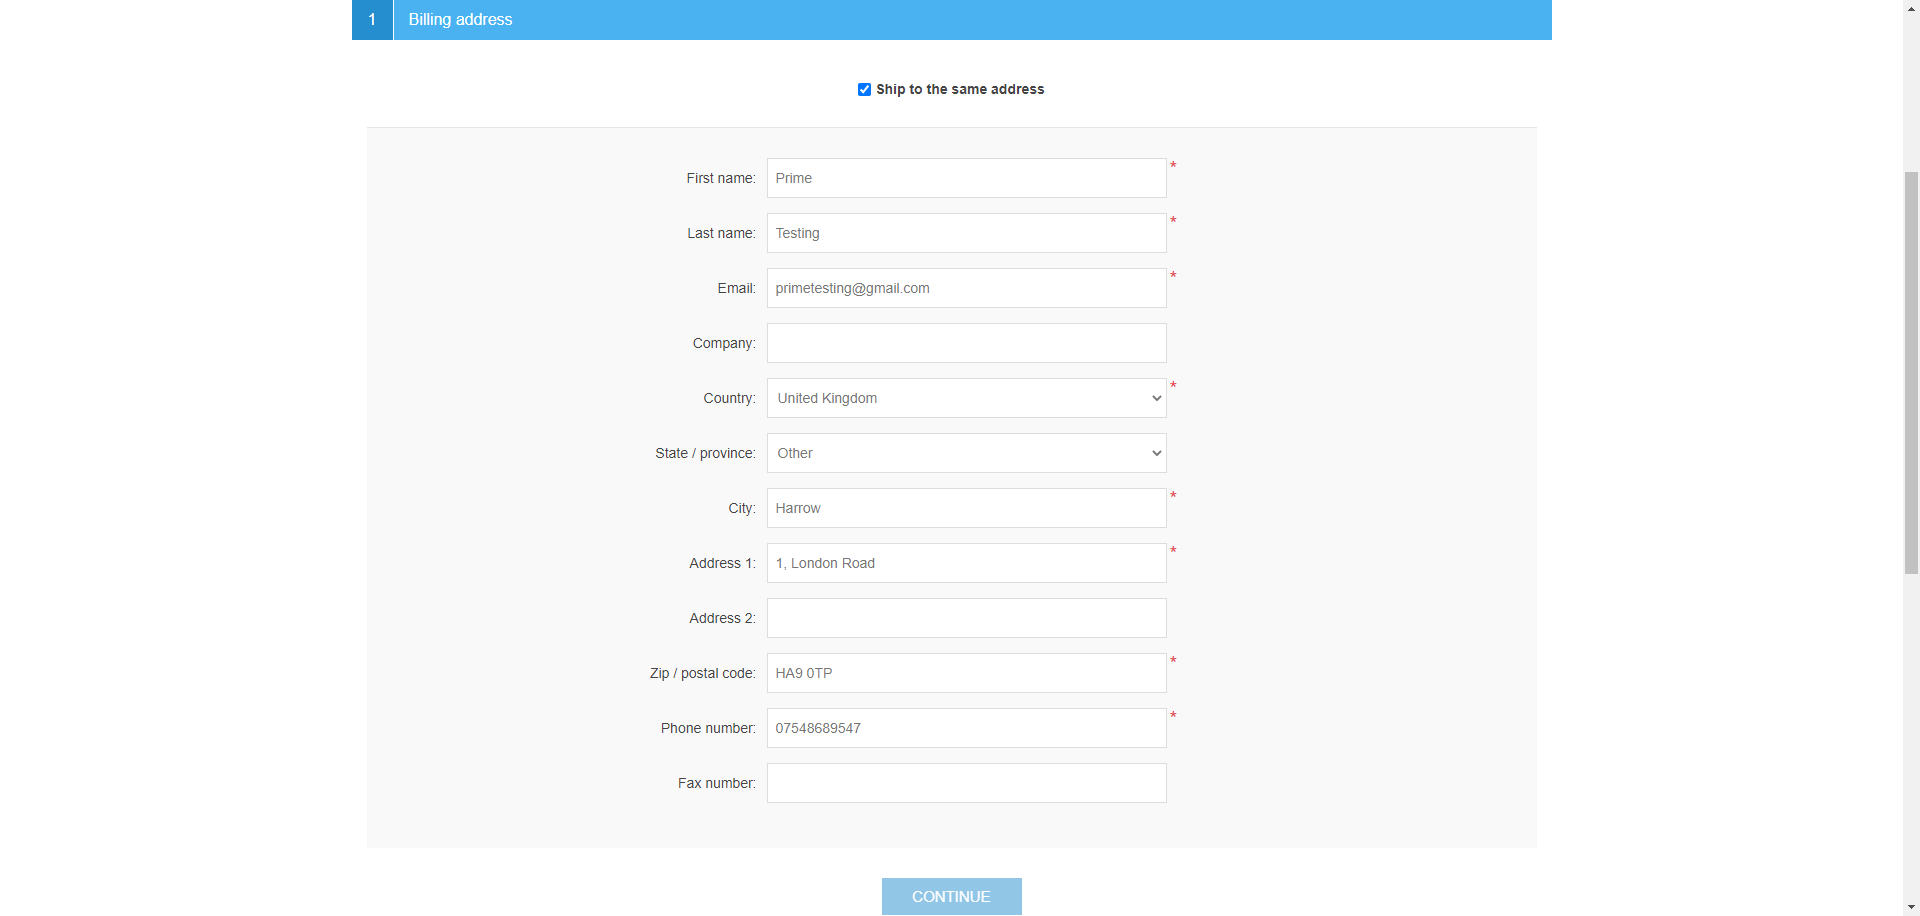 1 Billing address
Ship to the same address
First name: Prime *
Last name: Testing *
Email: primetesting@gmail.com *
Company:
Country: United Kingdom *
State / province: Other
City: Harrow *
Address 1: 1, London Road *
Address 2:
Zip / postal code: HA9 0TP *
Phone number: 07548689547 *
Fax number:
CONTINUE